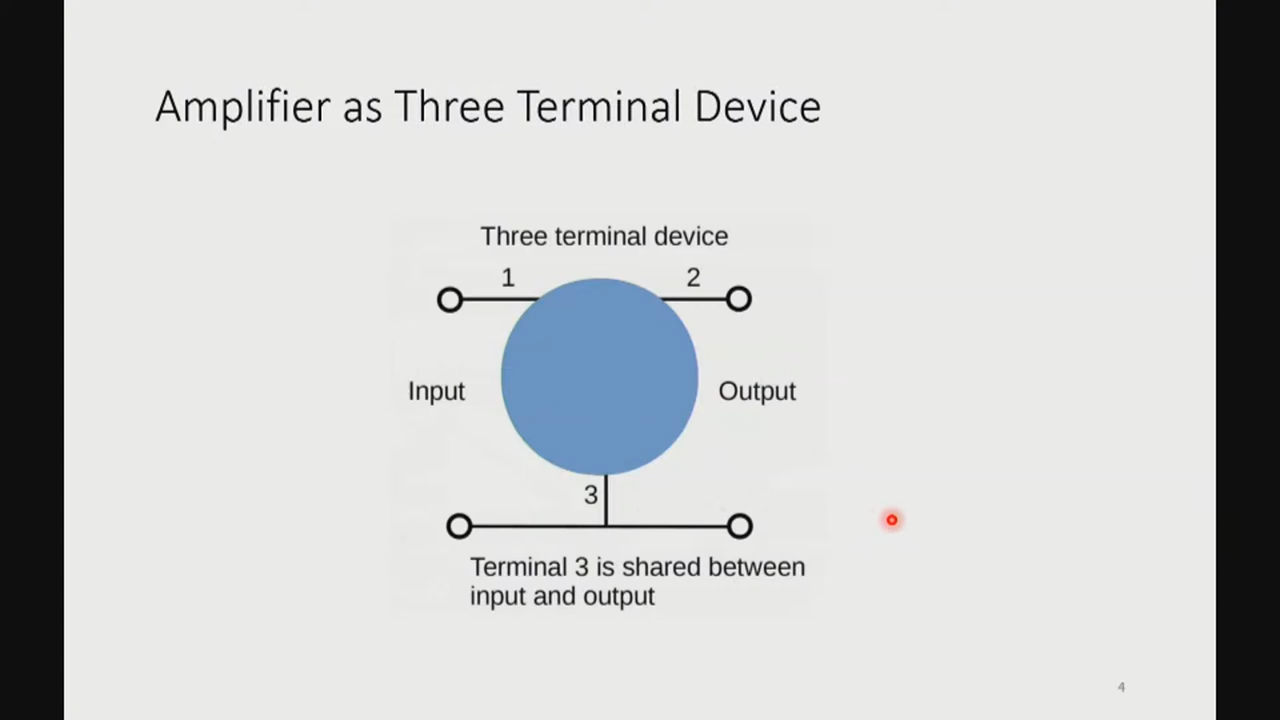 Amplifier as Three Terminal Device
Three terminal device
1
2
Input
Output
3
Terminal 3 is shared between
input and output
4